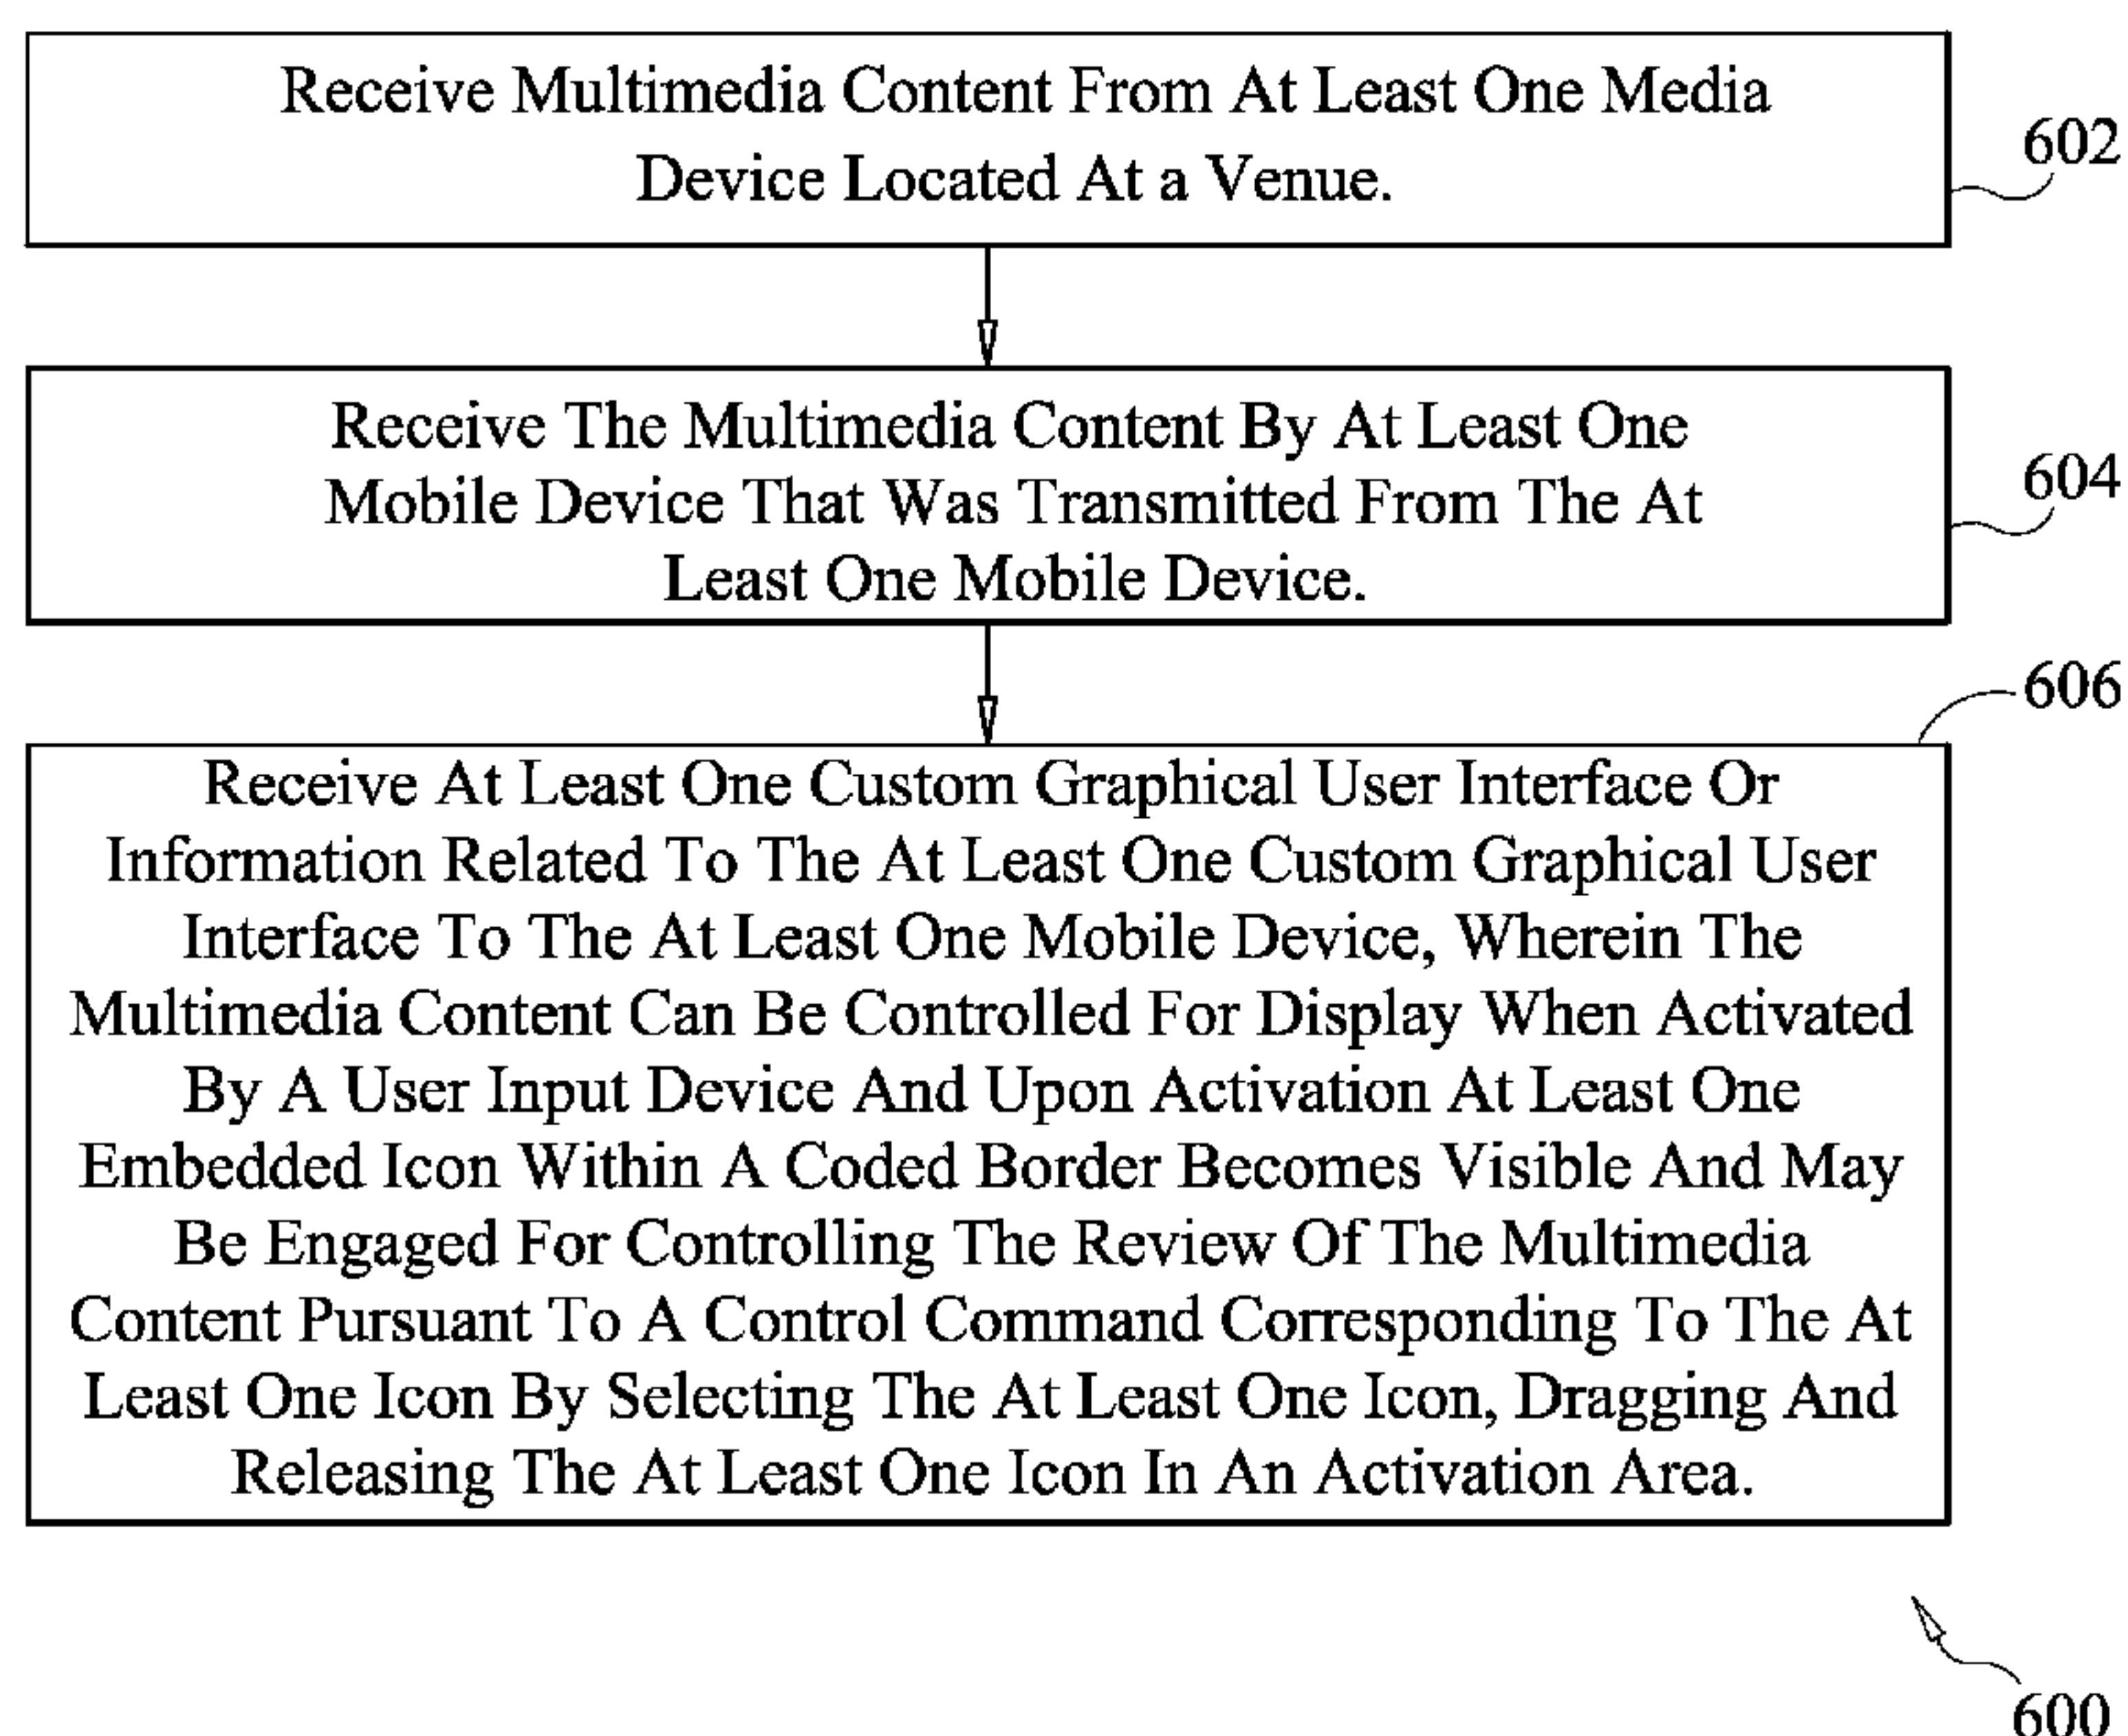 Receive Multimedia Content From At Least One Media
Device Located At a Venue.
602
Receive The Multimedia Content By At Least One
Mobile Device That Was Transmitted From The At
Least One Mobile Device.
604
606
Receive At Least One Custom Graphical User Interface Or
Information Related To The At Least One Custom Graphical User
Interface To The At Least One Mobile Device, Wherein The
Multimedia Content Can Be Controlled For Display When Activated
By A User Input Device And Upon Activation At Least One
Embedded Icon Within A Coded Border Becomes Visible And May
Be Engaged For Controlling The Review Of The Multimedia
Content Pursuant To A Control Command Corresponding To The At
Least One Icon By Selecting The At Least One Icon, Dragging And
Releasing The At Least One Icon In An Activation Area.
600